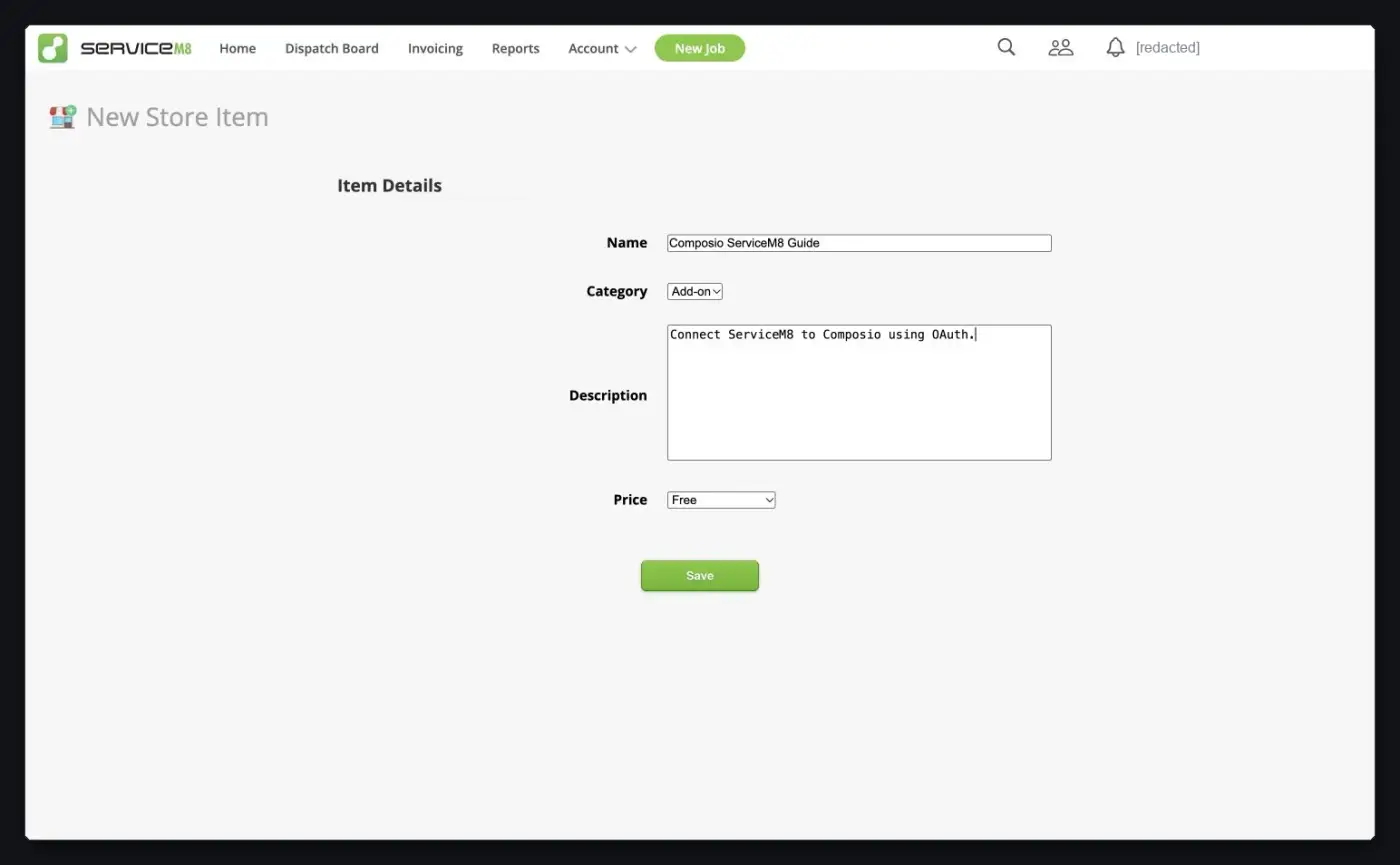 SERVICEM8 Home Dispatch Board Invoicing Reports Account New Job [redacted]
New Store Item
Item Details
Name Composio ServiceM8 Guide
Category Add-on
Connect ServiceM8 to Composio using OAuth.
Description
Price Free
Save